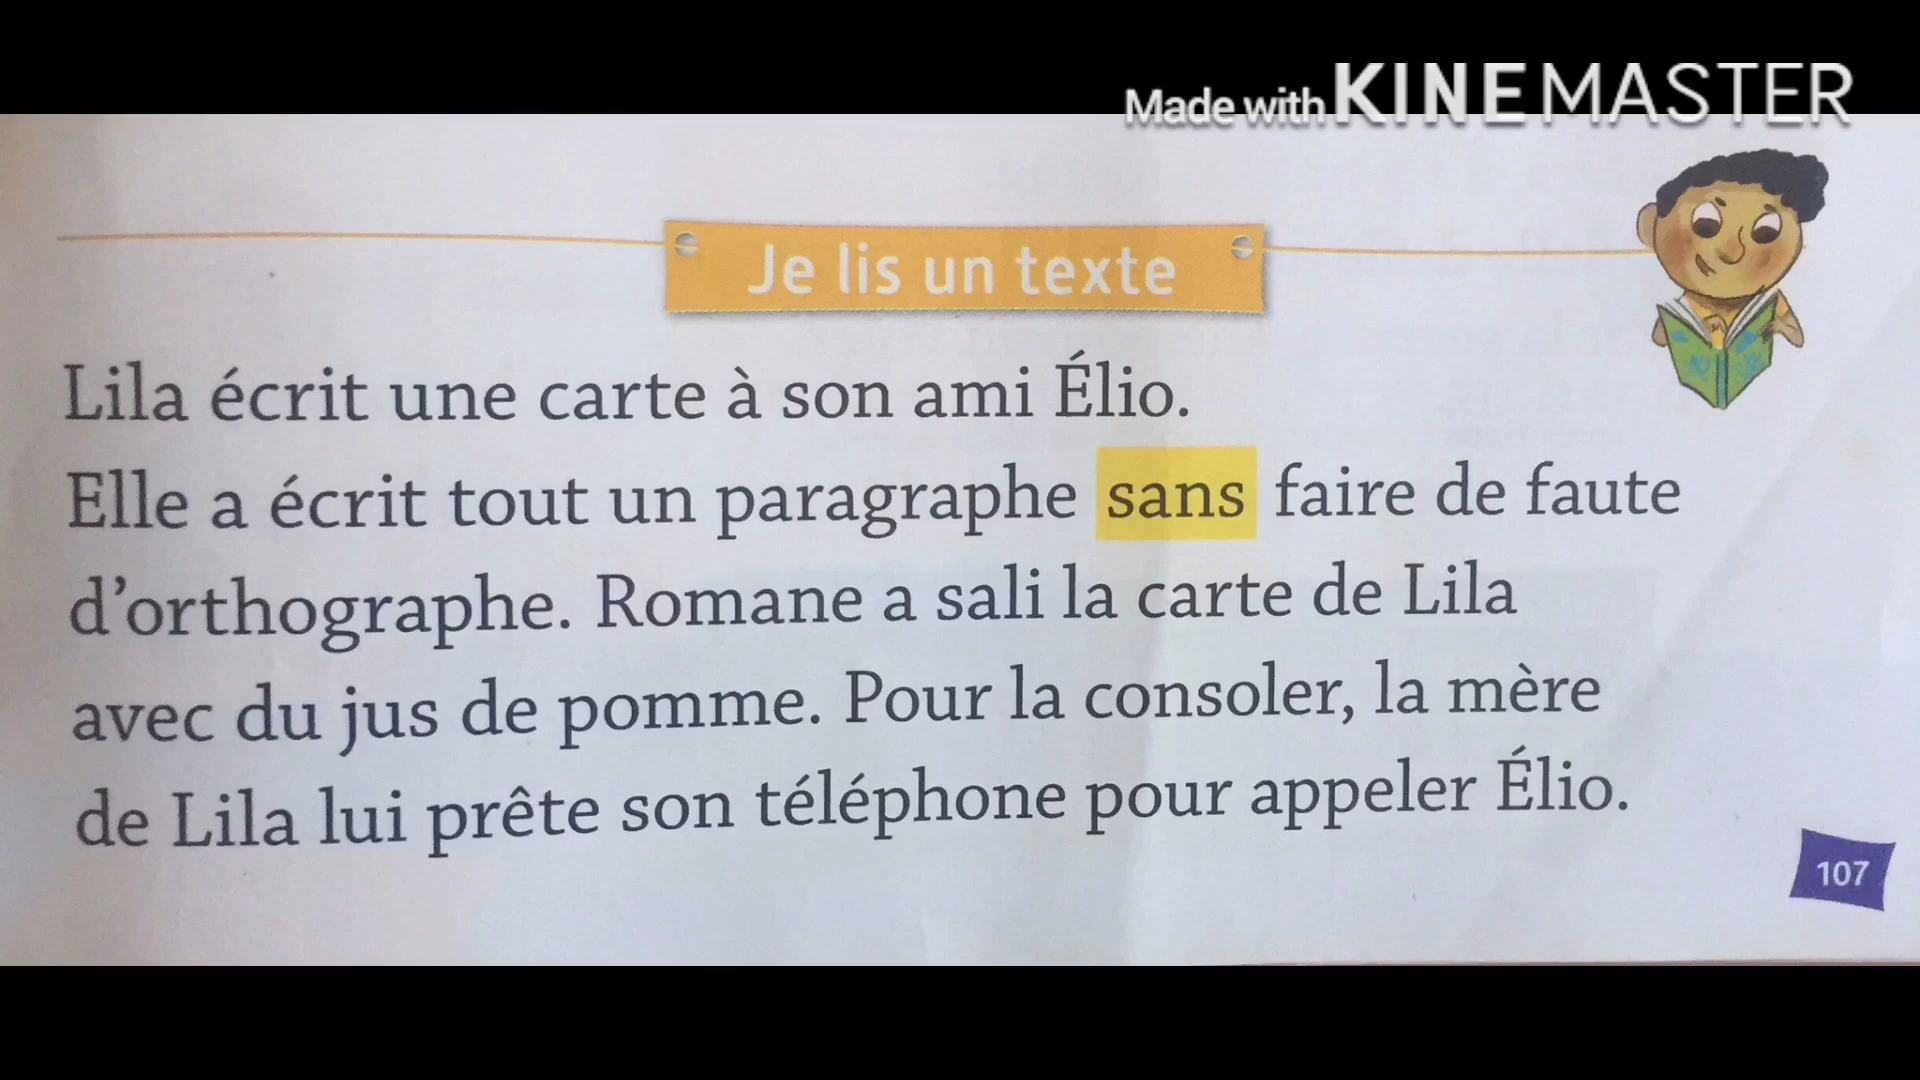 Made with KINEMASTER
Je lis un texte
Lila écrit une carte à son ami Élio.
Elle a écrit tout un paragraphe sans faire de faute
d'orthographe. Romane a sali la carte de Lila
avec du jus de pomme. Pour la consoler, la mère
de Lila lui prête son téléphone pour appeler Élio.
107